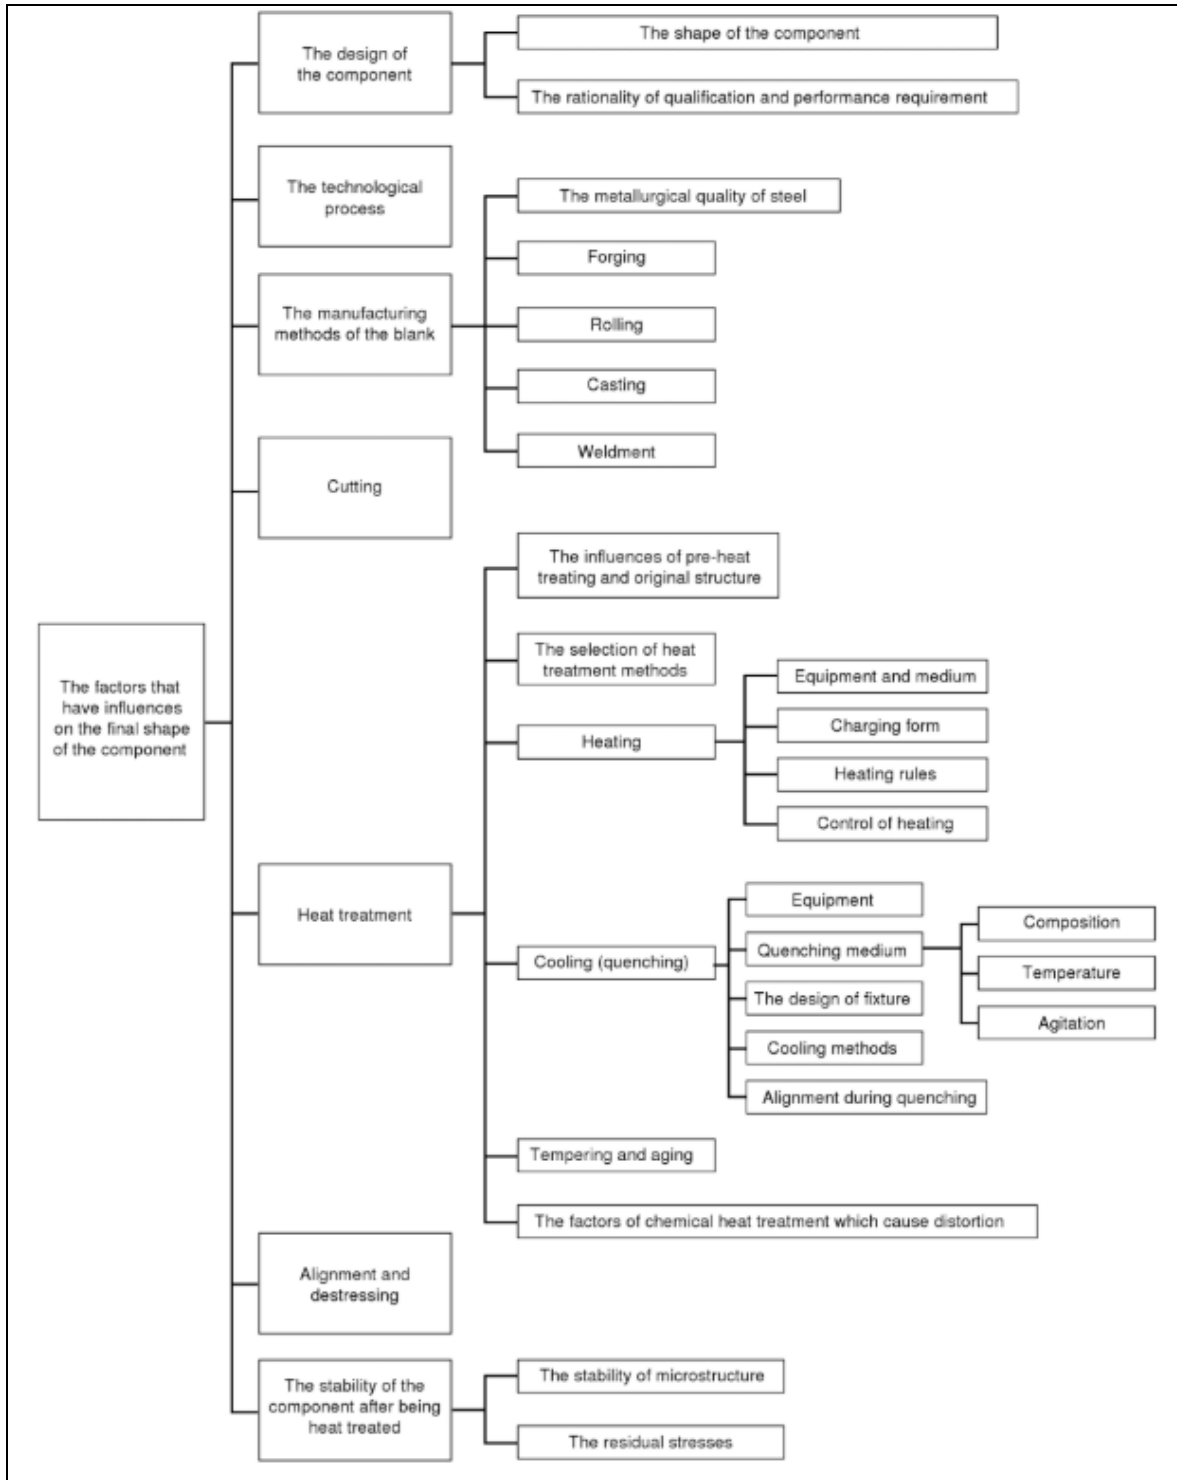 The design of
the component
The shape of the component
The rationality of qualification and performance requirement
The technological
process
The manufacturing
methods of the blank
The metallurgical quality of steel
Forging
Rolling
Casting
Weldment
Cutting
The factors that
have influences
on the final shape
of the component
Heat treatment
The influences of pre-heat
treating and original structure
The selection of heat
treatment methods
Heating
Equipment and medium
Charging form
Heating rules
Control of heating
Cooling (quenching)
Equipment
Quenching medium
Composition
Temperature
Agitation
The design of fixture
Cooling methods
Alignment during quenching
Tempering and aging
The factors of chemical heat treatment which cause distortion
Alignment and
destressing
The stability of the
component after being
heat treated
The stability of microstructure
The residual stresses